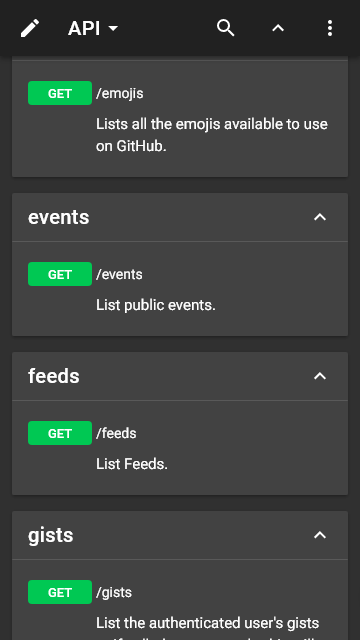 API
GET /emojis
Lists all the emojis available to use
on GitHub.
events
GET /events
List public events.
feeds
GET /feeds
List Feeds.
gists
GET /gists
List the authenticated user's gists